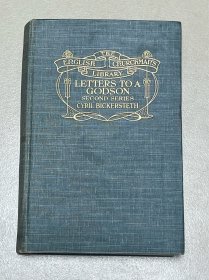 THE
ENGLISH CHURCHMAN'S
LIBRARY
LETTERS TO A
GODSON
SECOND SERIES
CYRIL BICKERSTETH